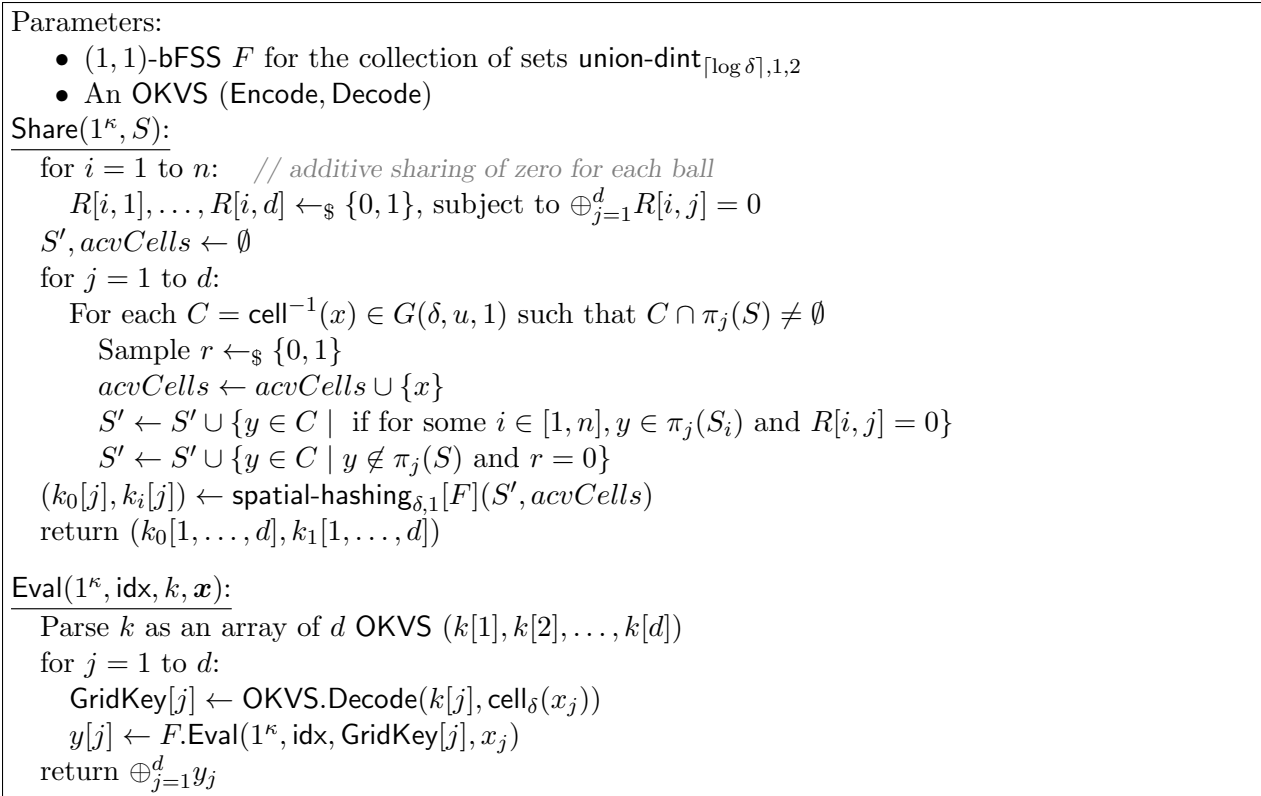 Parameters:
• (1, 1)-bFSS F for the collection of sets union-dint⌈log δ⌉,1,2
• An OKVS (Encode, Decode)
Share(1^κ, S):
for i = 1 to n: // additive sharing of zero for each ball
R[i, 1], . . . , R[i, d] ←$ {0, 1}, subject to ⊕_{j=1}^d R[i, j] = 0
S′, acvCells ← ∅
for j = 1 to d:
For each C = cell⁻¹(x) ∈ G(δ, u, 1) such that C ∩ π_j(S) ≠ ∅
Sample r ←$ {0, 1}
acvCells ← acvCells ∪ {x}
S′ ← S′ ∪ {y ∈ C | if for some i ∈ [1, n], y ∈ π_j(S_i) and R[i, j] = 0}
S′ ← S′ ∪ {y ∈ C | y ∉ π_j(S) and r = 0}
(k_0[j], k_i[j]) ← spatial-hashing_{δ,1}[F](S′, acvCells)
return (k_0[1, . . . , d], k_1[1, . . . , d])
Eval(1^κ, idx, k, x):
Parse k as an array of d OKVS (k[1], k[2], . . . , k[d])
for j = 1 to d:
GridKey[j] ← OKVS.Decode(k[j], cell_δ(x_j))
y[j] ← F.Eval(1^κ, idx, GridKey[j], x_j)
return ⊕_{j=1}^d y_j